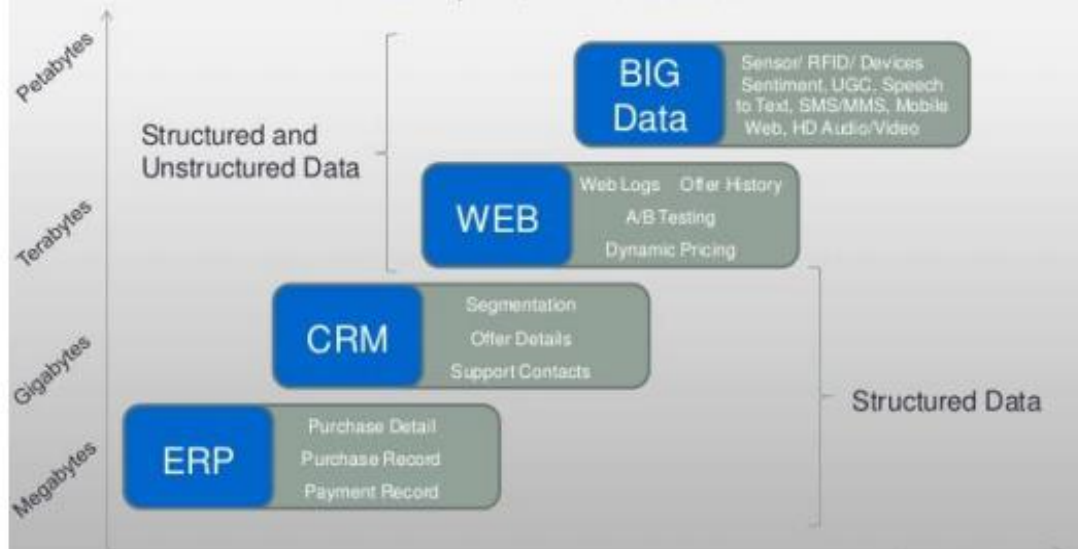 Petabytes
Terabytes
Gigabytes
Megabytes
Structured and
Unstructured Data
BIG
Data
Sensor/ RFID/ Devices
Sentiment, UGC, Speech
to Text, SMS/MMS, Mobile
Web, HD Audio/Video
WEB
Web Logs Offer History
A/B Testing
Dynamic Pricing
CRM
Segmentation
Offer Details
Support Contacts
Structured Data
ERP
Purchase Detail
Purchase Record
Payment Record